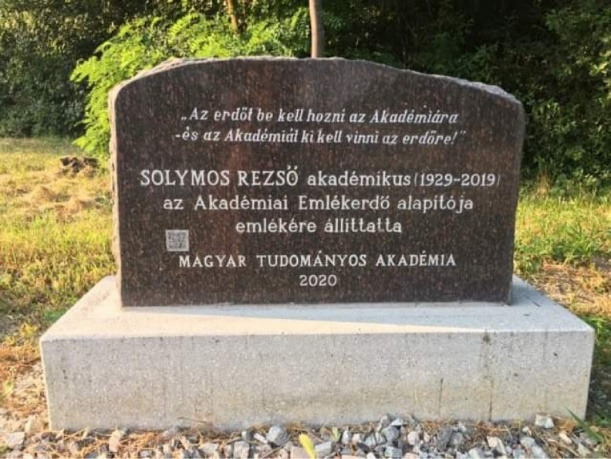 „Az erdőt be kell hozni az Akadémiára
-és az Akadémiát ki kell vinni az erdőre!"
SOLYMOS REZSŐ akadémikus (1929-2019)
az Akadémiai Emlékerdő alapítója
emlékére állíttatta
MAGYAR TUDOMÁNYOS AKADÉMIA
2020